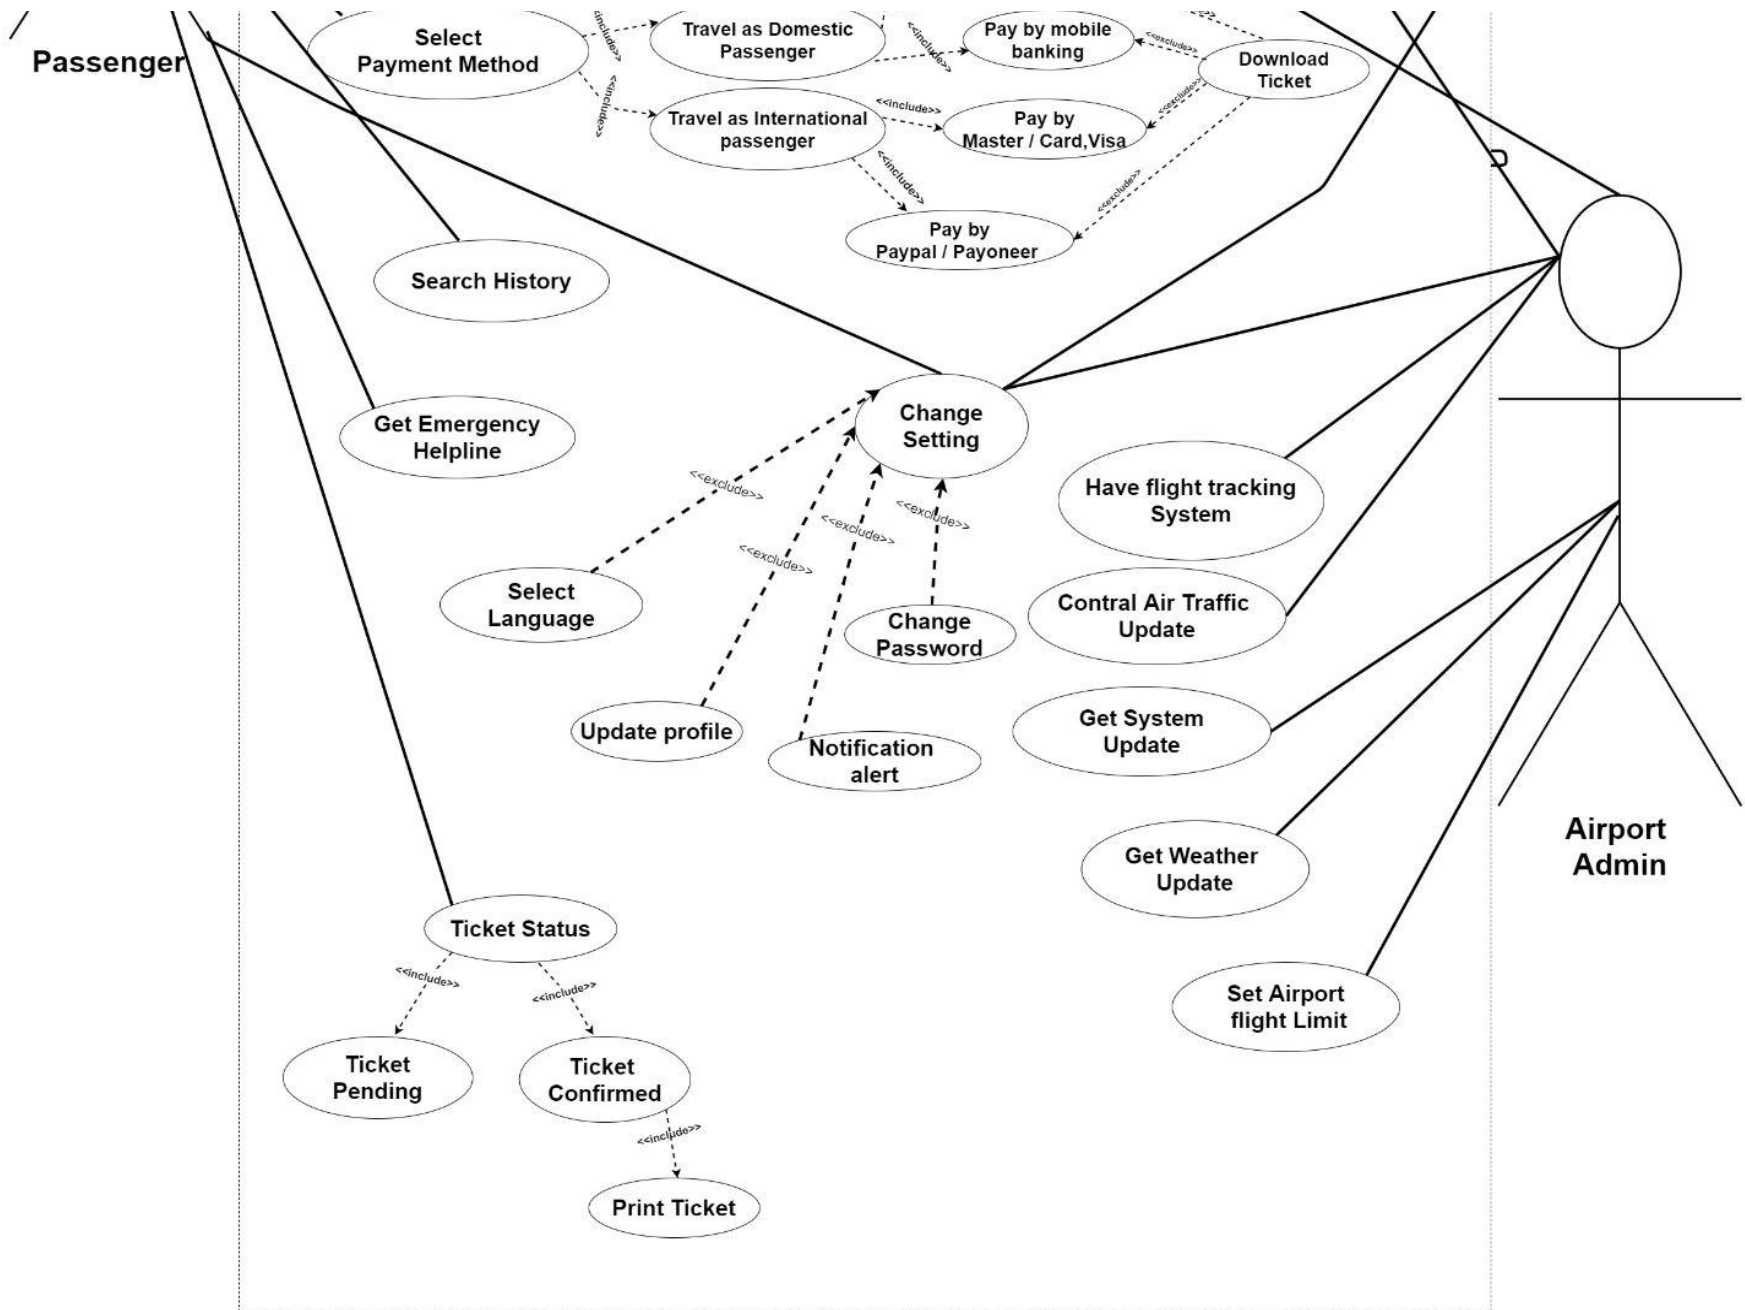 Passenger
Select
Payment Method
<<include>>
<<include>>
Travel as Domestic
Passenger
<<include>>
Pay by mobile
banking
<<exclude>>
Download
Ticket
Travel as International
passenger
<<include>>
Pay by
Master / Card,Visa
<<exclude>>
<<include>>
<<exclude>>
Pay by
Paypal / Payoneer
Search History
Get Emergency
Helpline
Change
Setting
<<exclude>>
<<exclude>>
<<exclude>>
<<exclude>>
Have flight tracking
System
Select
Language
Change
Password
Contral Air Traffic
Update
Update profile
Notification
alert
Get System
Update
Airport
Admin
Get Weather
Update
Ticket Status
<<include>>
<<include>>
Set Airport
flight Limit
Ticket
Pending
Ticket
Confirmed
<<include>>
Print Ticket